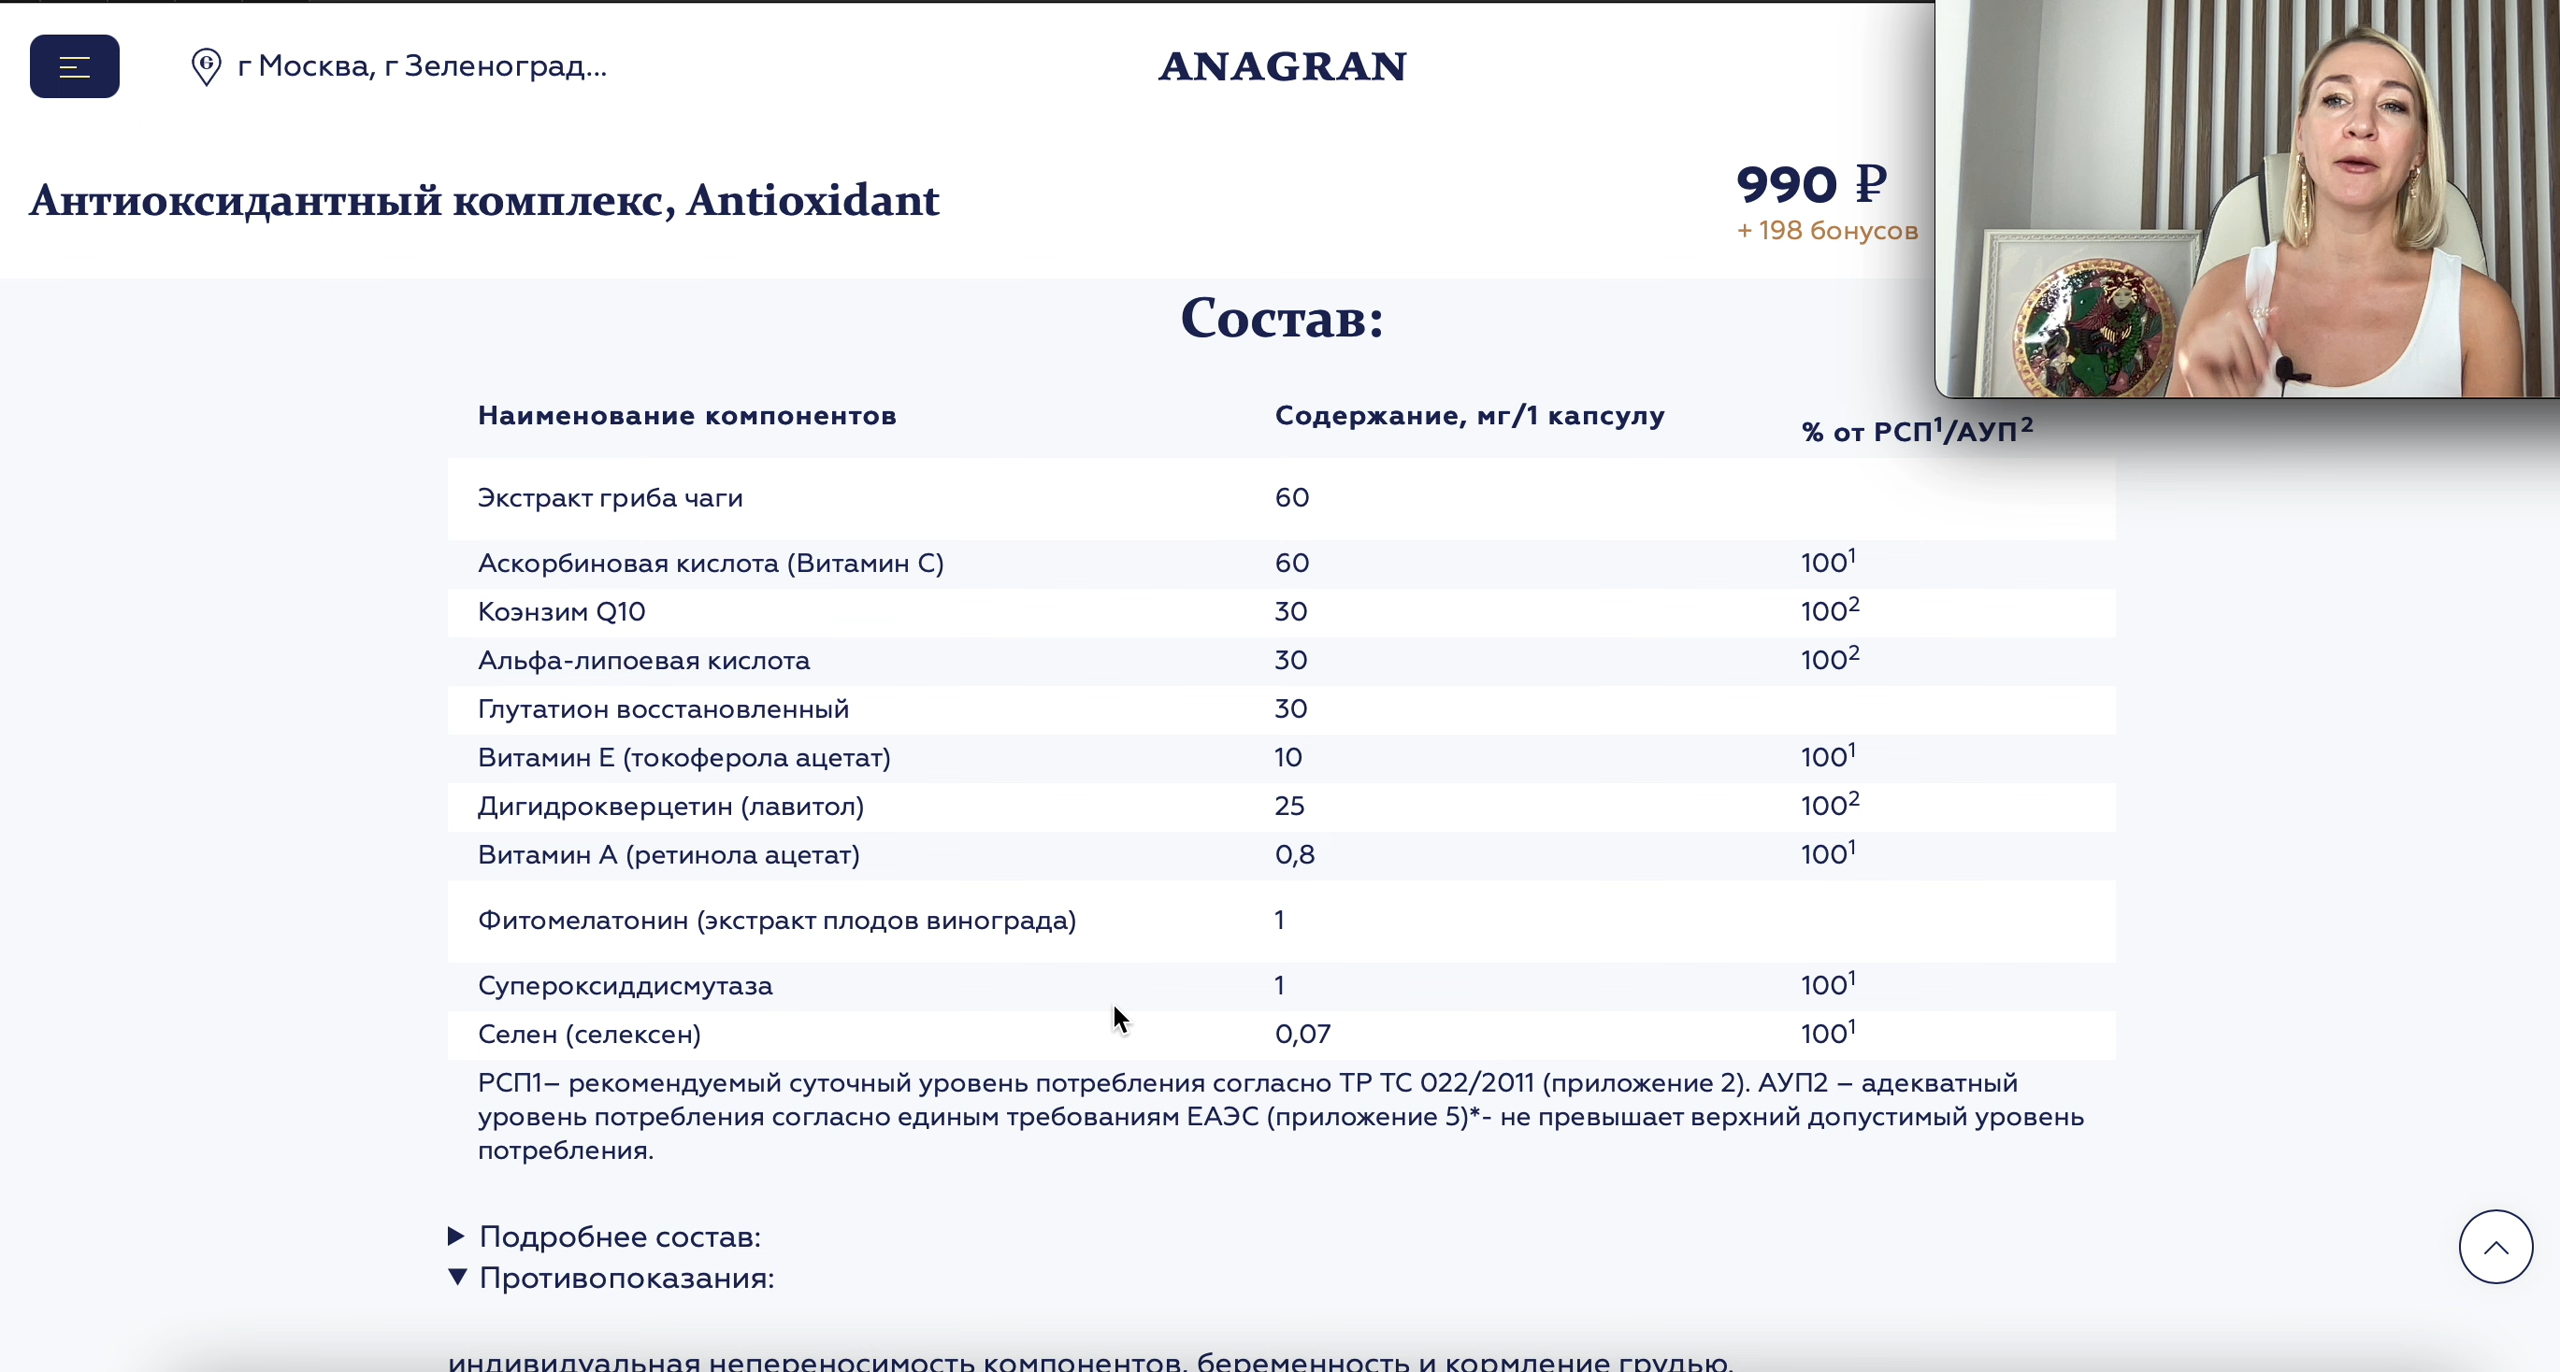 г Москва, г Зеленоград...
ANAGRAN
Антиоксидантный комплекс, Antioxidant
990 ₽
+ 198 бонусов
Состав:
Наименование компонентов Содержание, мг/1 капсулу % от РСП¹/АУП²
Экстракт гриба чаги 60
Аскорбиновая кислота (Витамин С) 60 100¹
Коэнзим Q10 30 100²
Альфа-липоевая кислота 30 100²
Глутатион восстановленный 30
Витамин Е (токоферола ацетат) 10 100¹
Дигидрокверцетин (лавитол) 25 100²
Витамин А (ретинола ацетат) 0,8 100¹
Фитомелатонин (экстракт плодов винограда) 1
Супероксиддисмутаза 1 100¹
Селен (селексен) 0,07 100¹
РСП1– рекомендуемый суточный уровень потребления согласно ТР ТС 022/2011 (приложение 2). АУП2 – адекватный
уровень потребления согласно единым требованиям ЕАЭС (приложение 5)*- не превышает верхний допустимый уровень
потребления.
Подробнее состав:
Противопоказания:
индивидуальная непереносимость компонентов, беременность и кормление грудью.